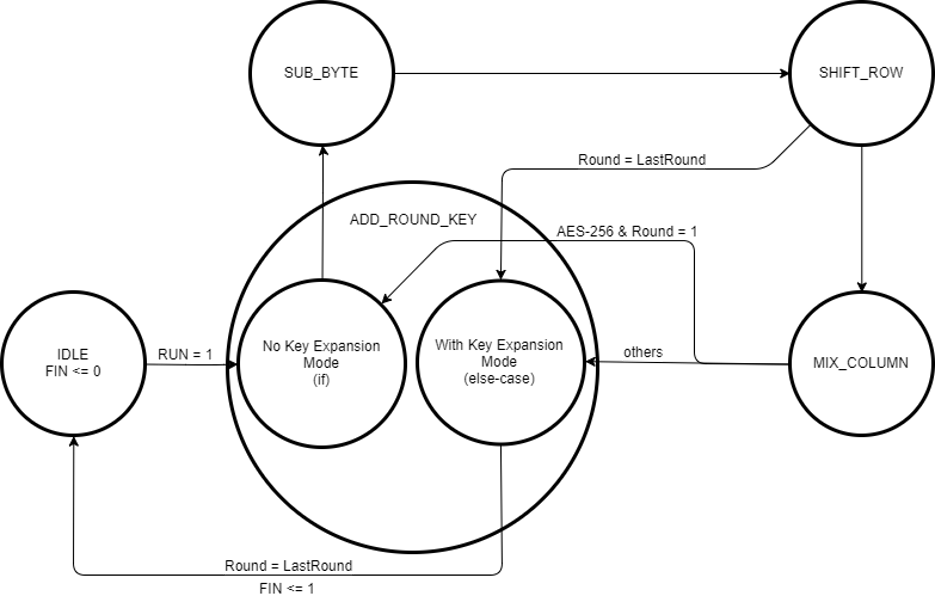 SUB_BYTE
SHIFT_ROW
Round = LastRound
ADD_ROUND_KEY
AES-256 & Round = 1
IDLE
FIN <= 0
RUN = 1
No Key Expansion
Mode
(if)
With Key Expansion
Mode
(else-case)
others
MIX_COLUMN
Round = LastRound
FIN <= 1